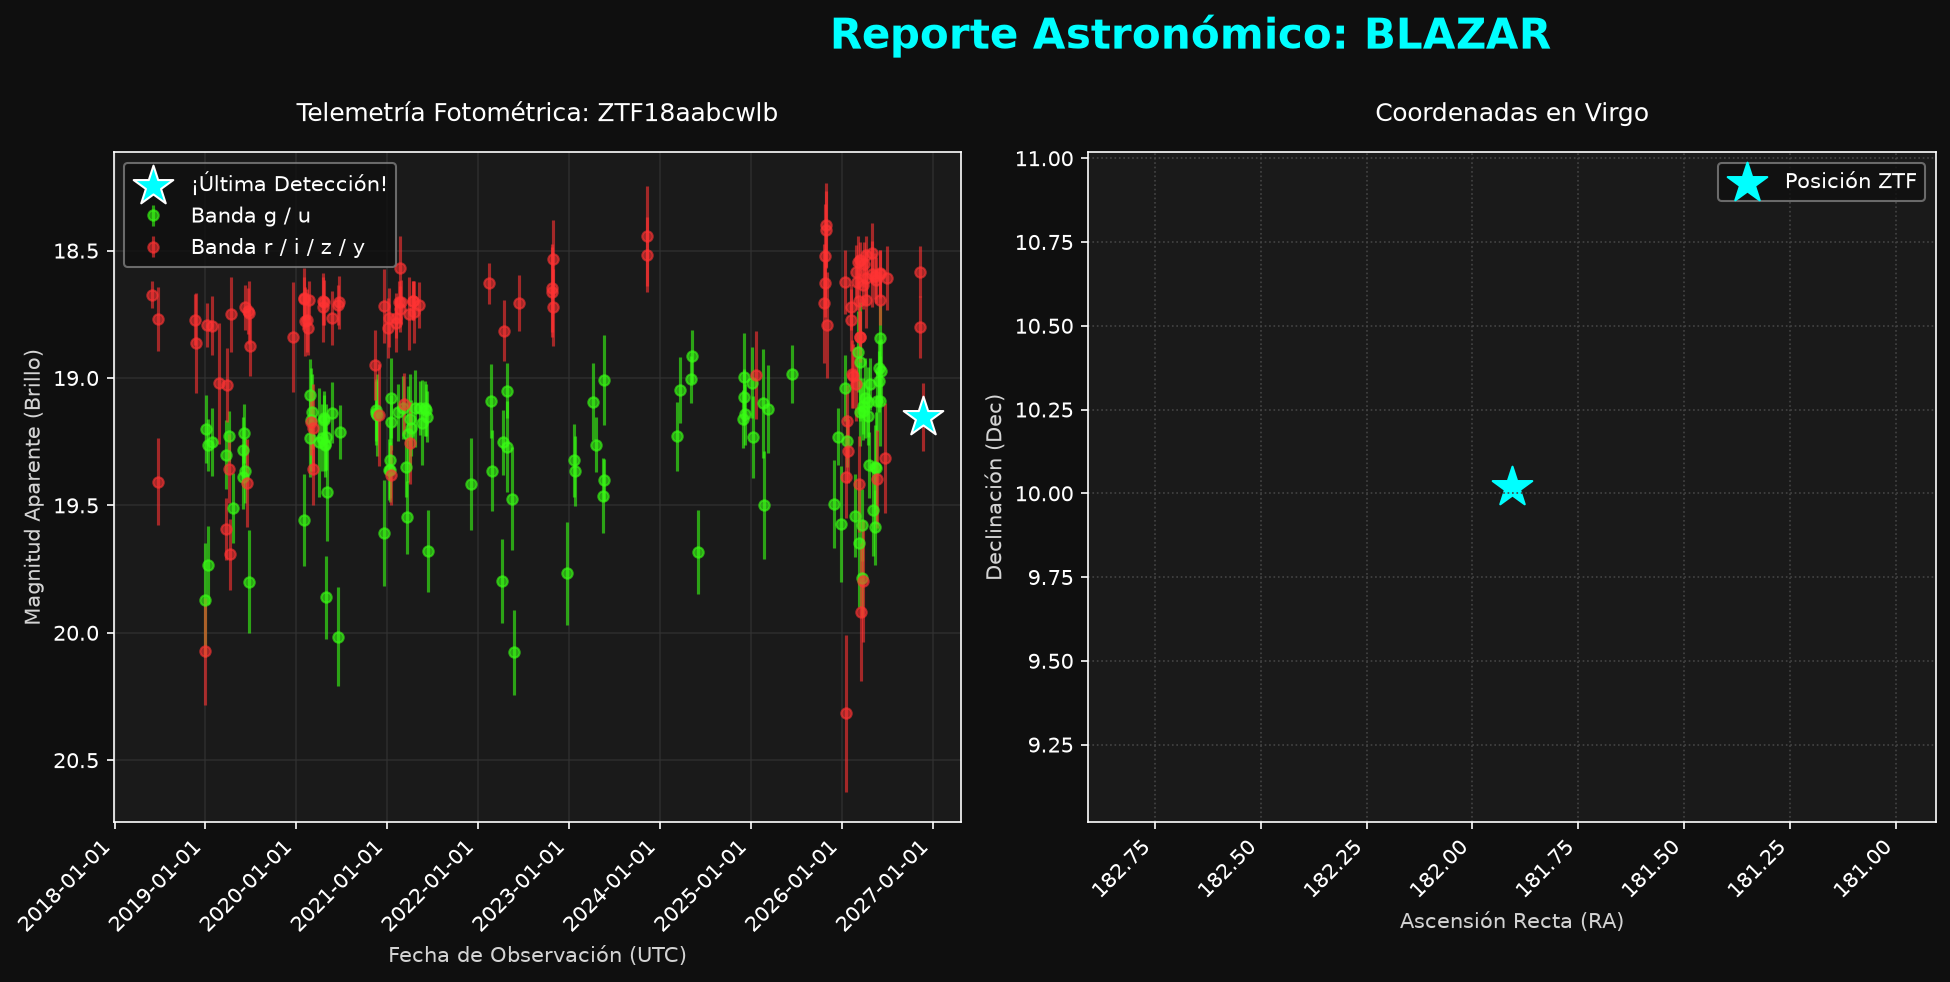 Reporte Astronómico: BLAZAR
Telemetría Fotométrica: ZTF18aabcwlb
¡Última Detección!
Banda g / u
Banda r / i / z / y
Magnitud Aparente (Brillo)
18.5
19.0
19.5
20.0
20.5
2018-01-01
2019-01-01
2020-01-01
2021-01-01
2022-01-01
2023-01-01
2024-01-01
2025-01-01
2026-01-01
2027-01-01
Fecha de Observación (UTC)
Coordenadas en Virgo
Posición ZTF
Declinación (Dec)
11.00
10.75
10.50
10.25
10.00
9.75
9.50
9.25
182.75
182.50
182.25
182.00
181.75
181.50
181.25
181.00
Ascensión Recta (RA)